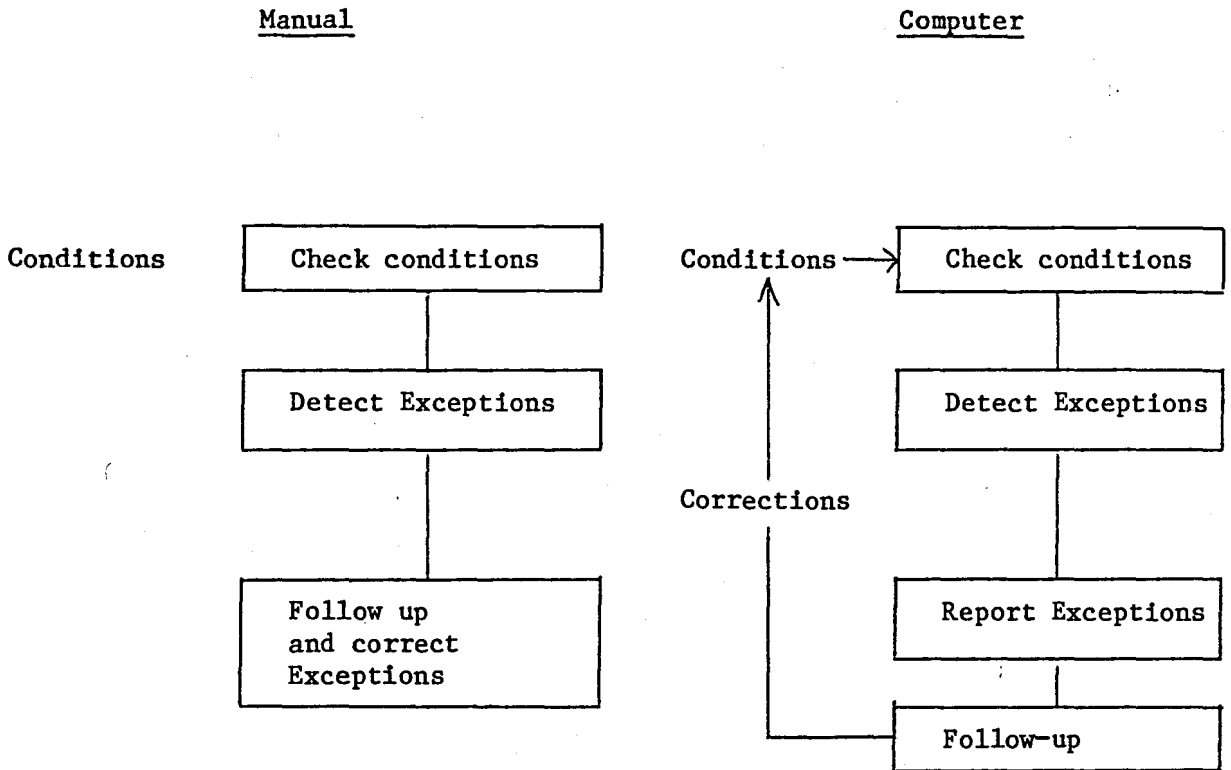 Manual
Computer
Conditions
Check conditions
Conditions
Check conditions
Detect Exceptions
Detect Exceptions
Corrections
Follow up
and correct
Exceptions
Report Exceptions
Follow-up